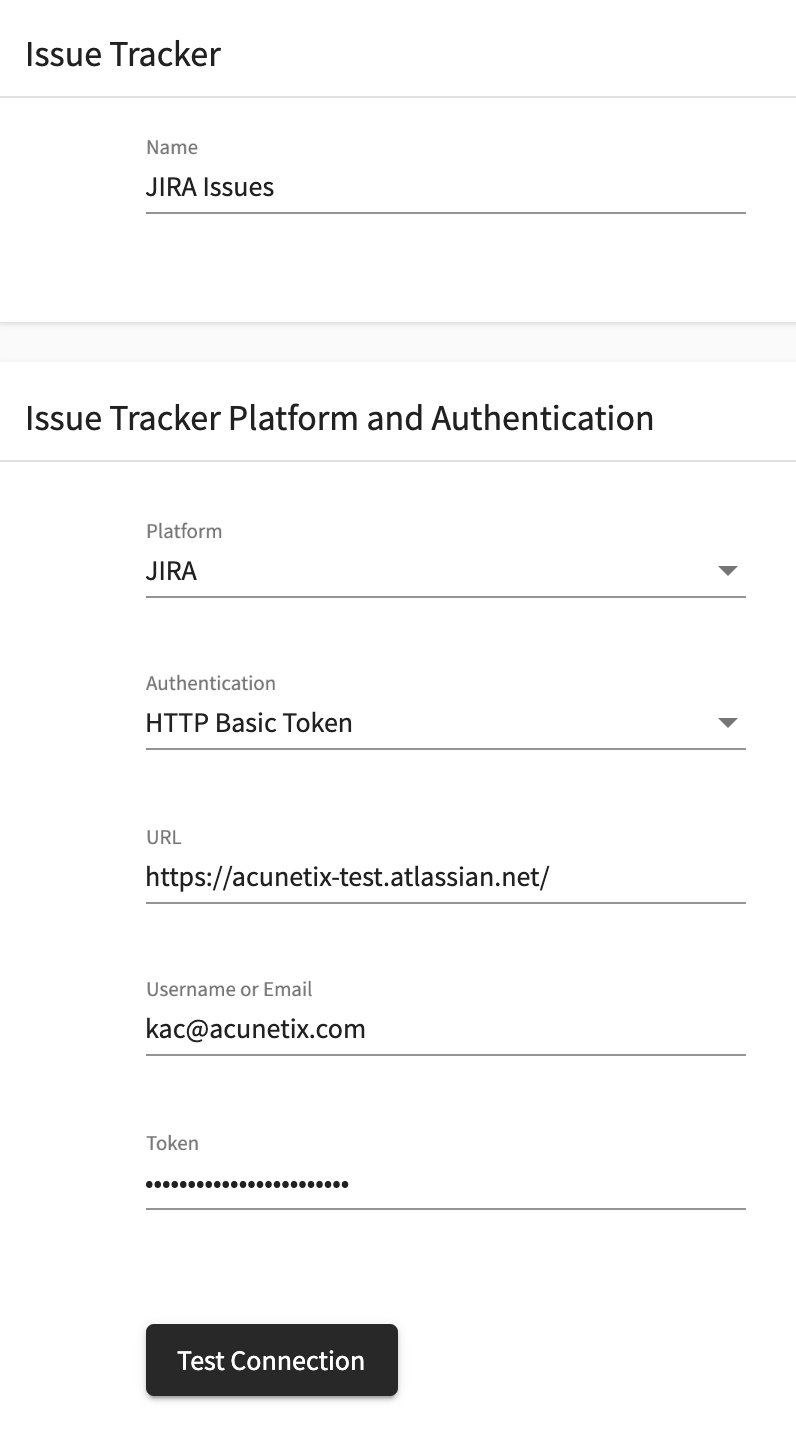 Issue Tracker
Name
JIRA Issues
Issue Tracker Platform and Authentication
Platform
JIRA
Authentication
HTTP Basic Token
URL
https://acunetix-test.atlassian.net/
Username or Email
kac@acunetix.com
Token
••••••••••••••••••••••••
Test Connection